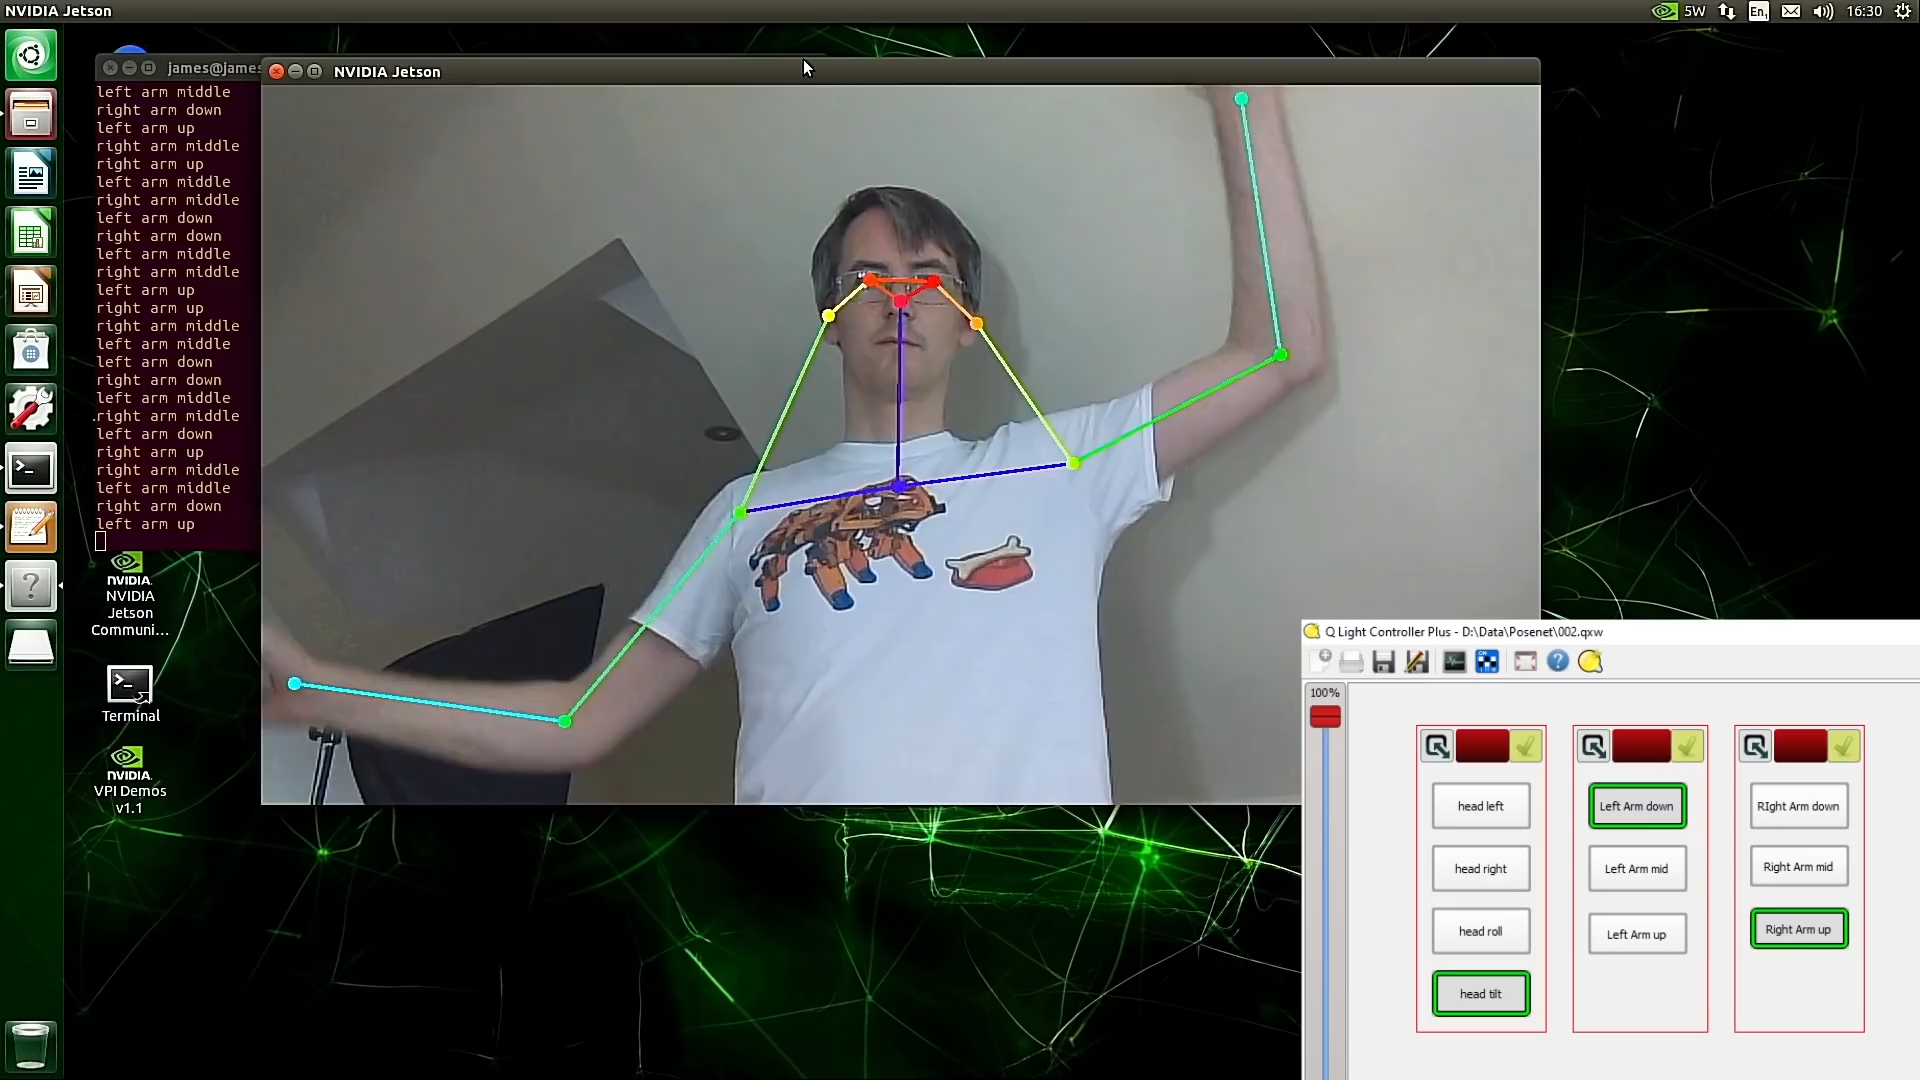 NVIDIA Jetson
5W
En1
16:30
james@james
NVIDIA Jetson
left arm middle
right arm down
left arm up
right arm middle
right arm up
left arm middle
right arm middle
left arm down
right arm down
left arm middle
right arm middle
left arm up
right arm up
right arm middle
left arm middle
left arm down
right arm down
left arm middle
.right arm middle
left arm down
right arm up
right arm middle
left arm middle
right arm down
left arm up
NVIDIA.
NVIDIA
Jetson
Communi...
Terminal
NVIDIA.
VPI Demos
v1.1
Q Light Controller Plus - D:\Data\Posenet\002.qxw
100%
head left
head right
head roll
head tilt
Left Arm down
Left Arm mid
Left Arm up
RIght Arm down
Right Arm mid
Right Arm up